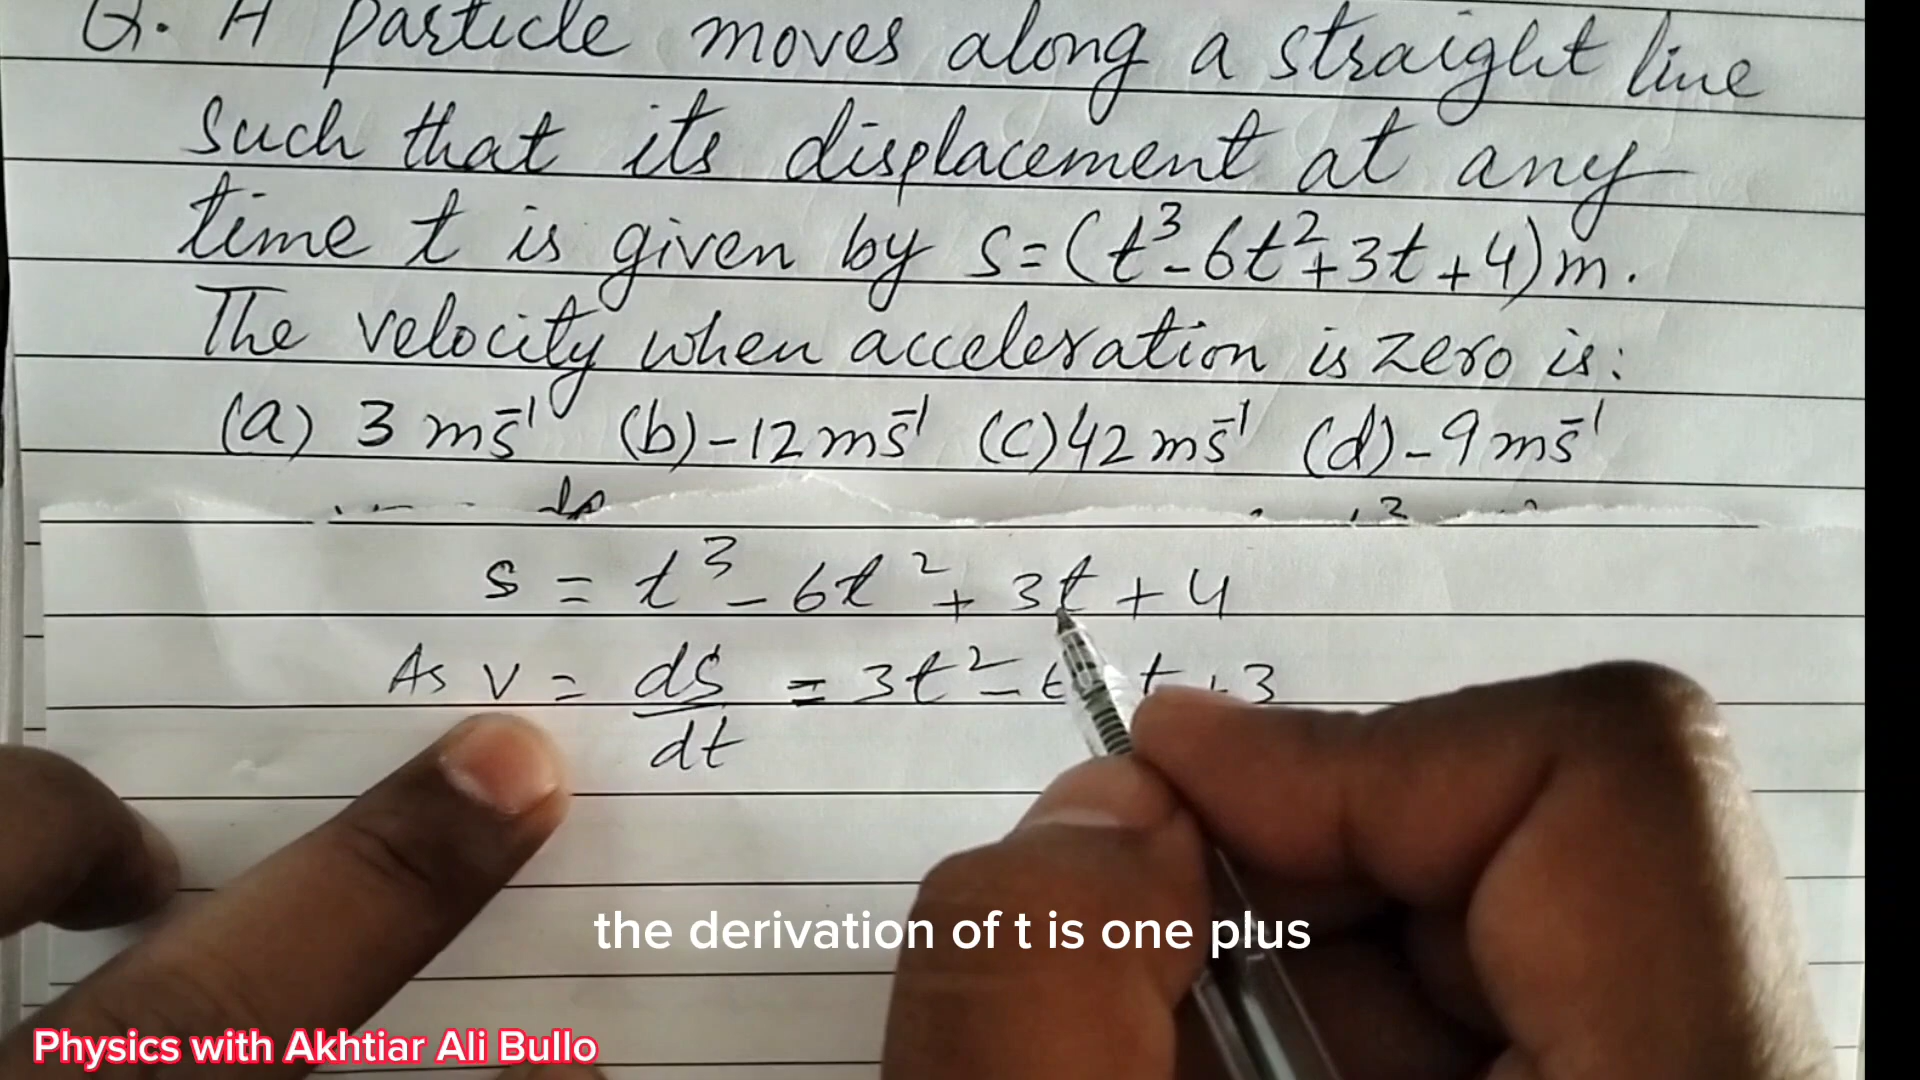 Q. A particle moves along a straight line
such that its displacement at any
time t is given by s=(t³-6t²+3t+4)m.
The velocity when acceleration is zero is:
(a) 3 ms⁻¹ (b) -12 ms⁻¹ (c) 42 ms⁻¹ (d) -9 ms⁻¹
s = t³ - 6t² + 3t + 4
As v = ds/dt = 3t² - t + 3
the derivation of t is one plus
Physics with Akhtiar Ali Bullo